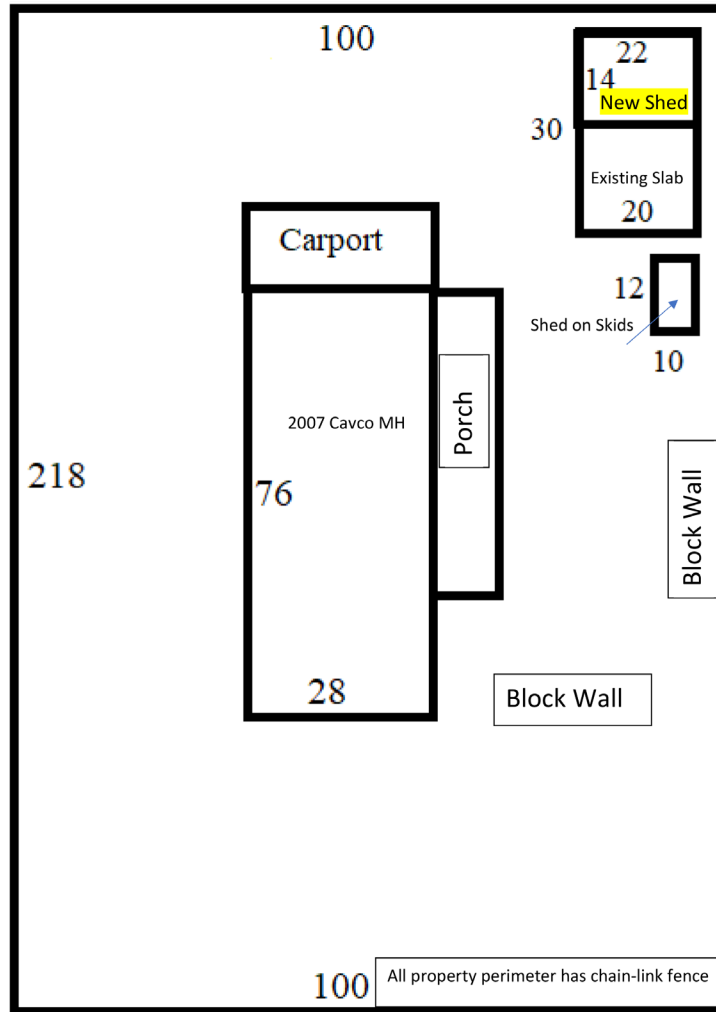 100
22
14
New Shed
30
Existing Slab
20
Carport
12
Shed on Skids
10
2007 Cavco MH
Porch
218
76
Block Wall
28
Block Wall
All property perimeter has chain-link fence
100